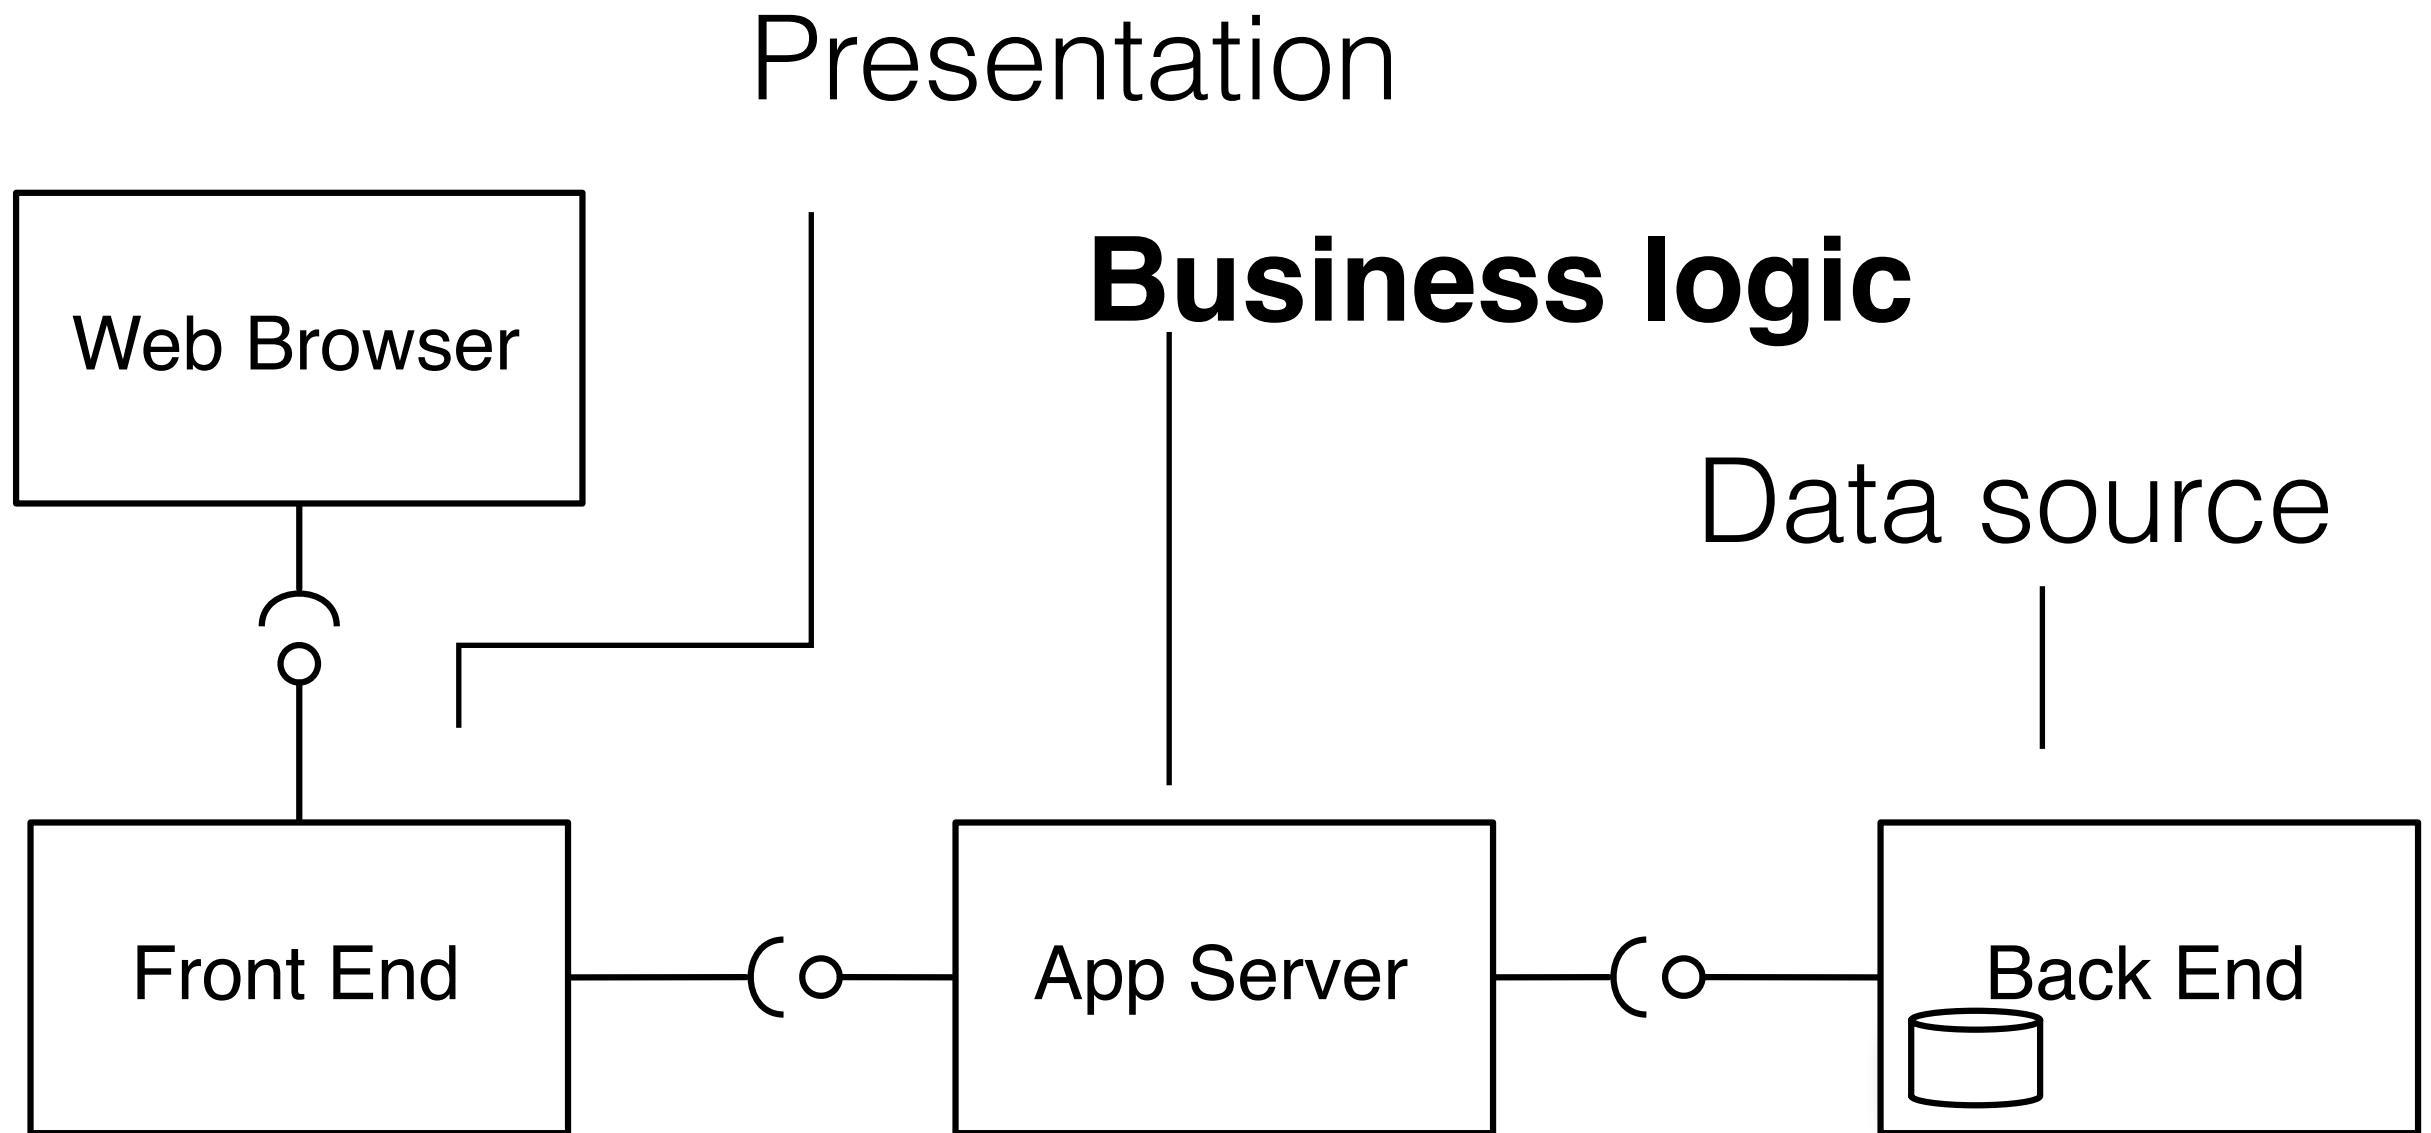 Presentation
Business logic
Web Browser
Data source
Front End
App Server
Back End